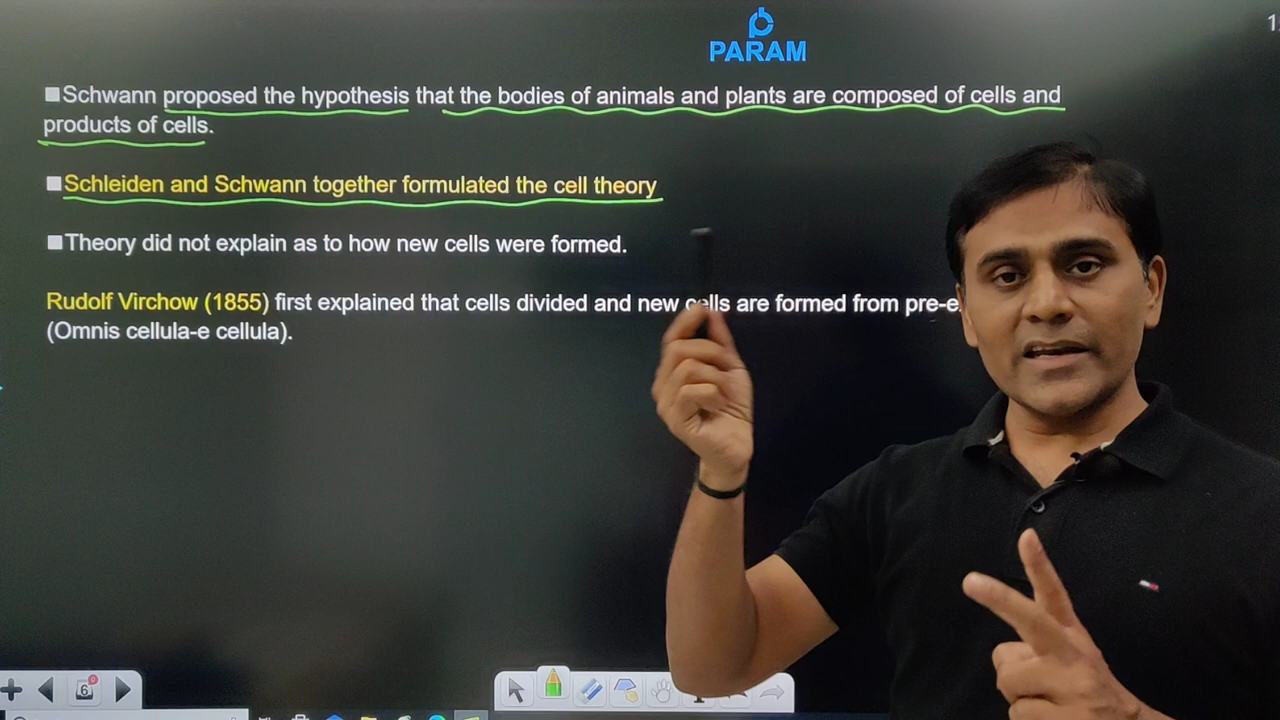 PARAM
■Schwann proposed the hypothesis that the bodies of animals and plants are composed of cells and
products of cells.
■Schleiden and Schwann together formulated the cell theory
■Theory did not explain as to how new cells were formed.
Rudolf Virchow (1855) first explained that cells divided and new cells are formed from pre-e
(Omnis cellula-e cellula).
6
0